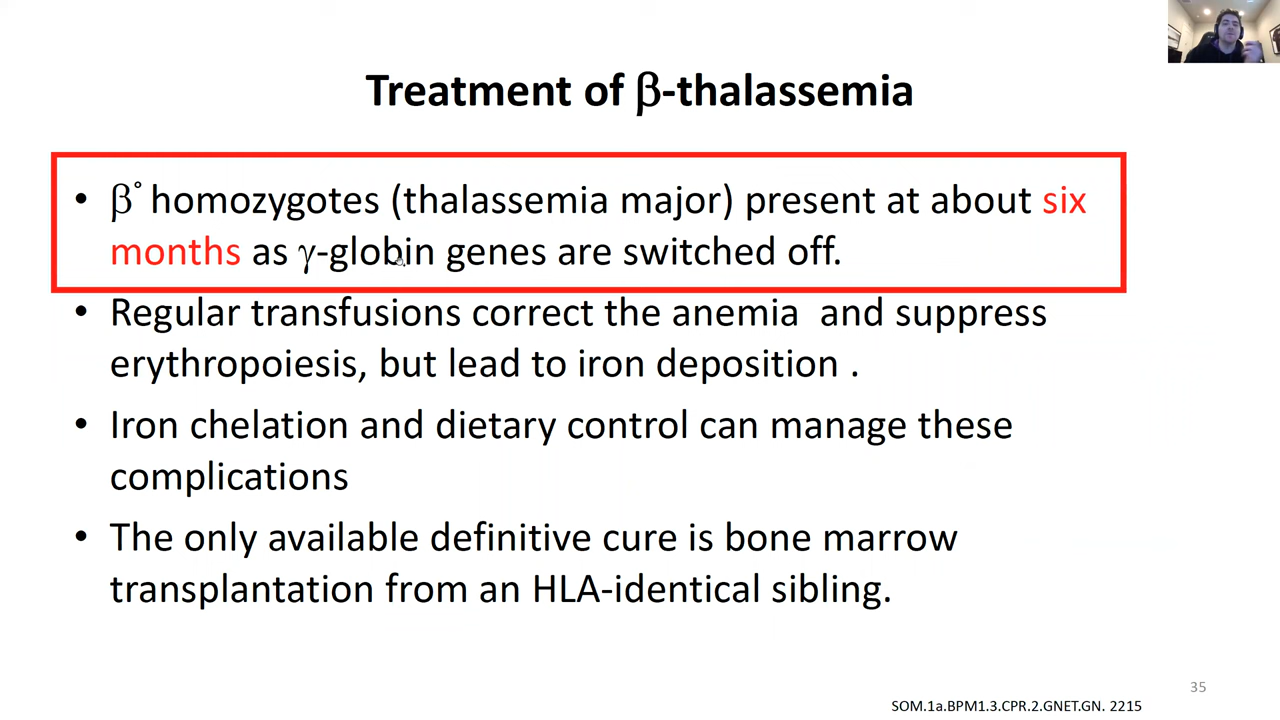 Treatment of β-thalassemia
• β° homozygotes (thalassemia major) present at about six
months as γ-globin genes are switched off.
• Regular transfusions correct the anemia  and suppress
erythropoiesis, but lead to iron deposition .
• Iron chelation and dietary control can manage these
complications
• The only available definitive cure is bone marrow
transplantation from an HLA-identical sibling.
35
SOM.1a.BPM1.3.CPR.2.GNET.GN. 2215